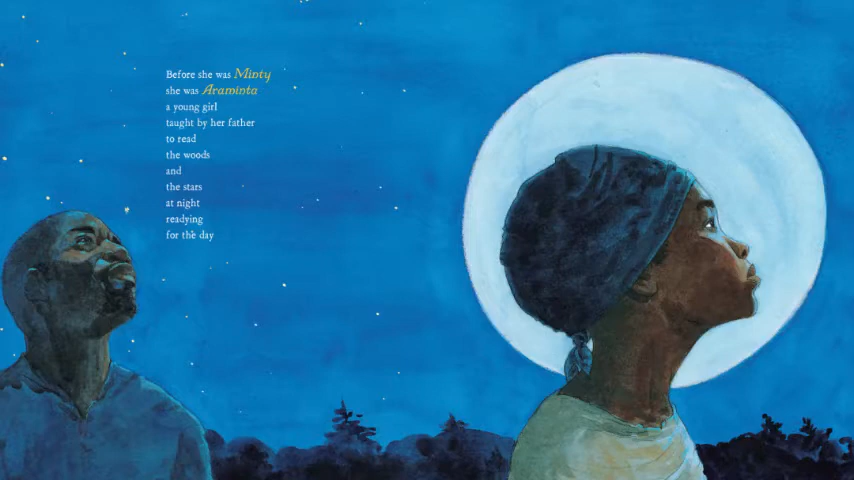 Before she was Minty
she was Araminta
a young girl
taught by her father
to read
the woods
and
the stars
at night
readying
for the day